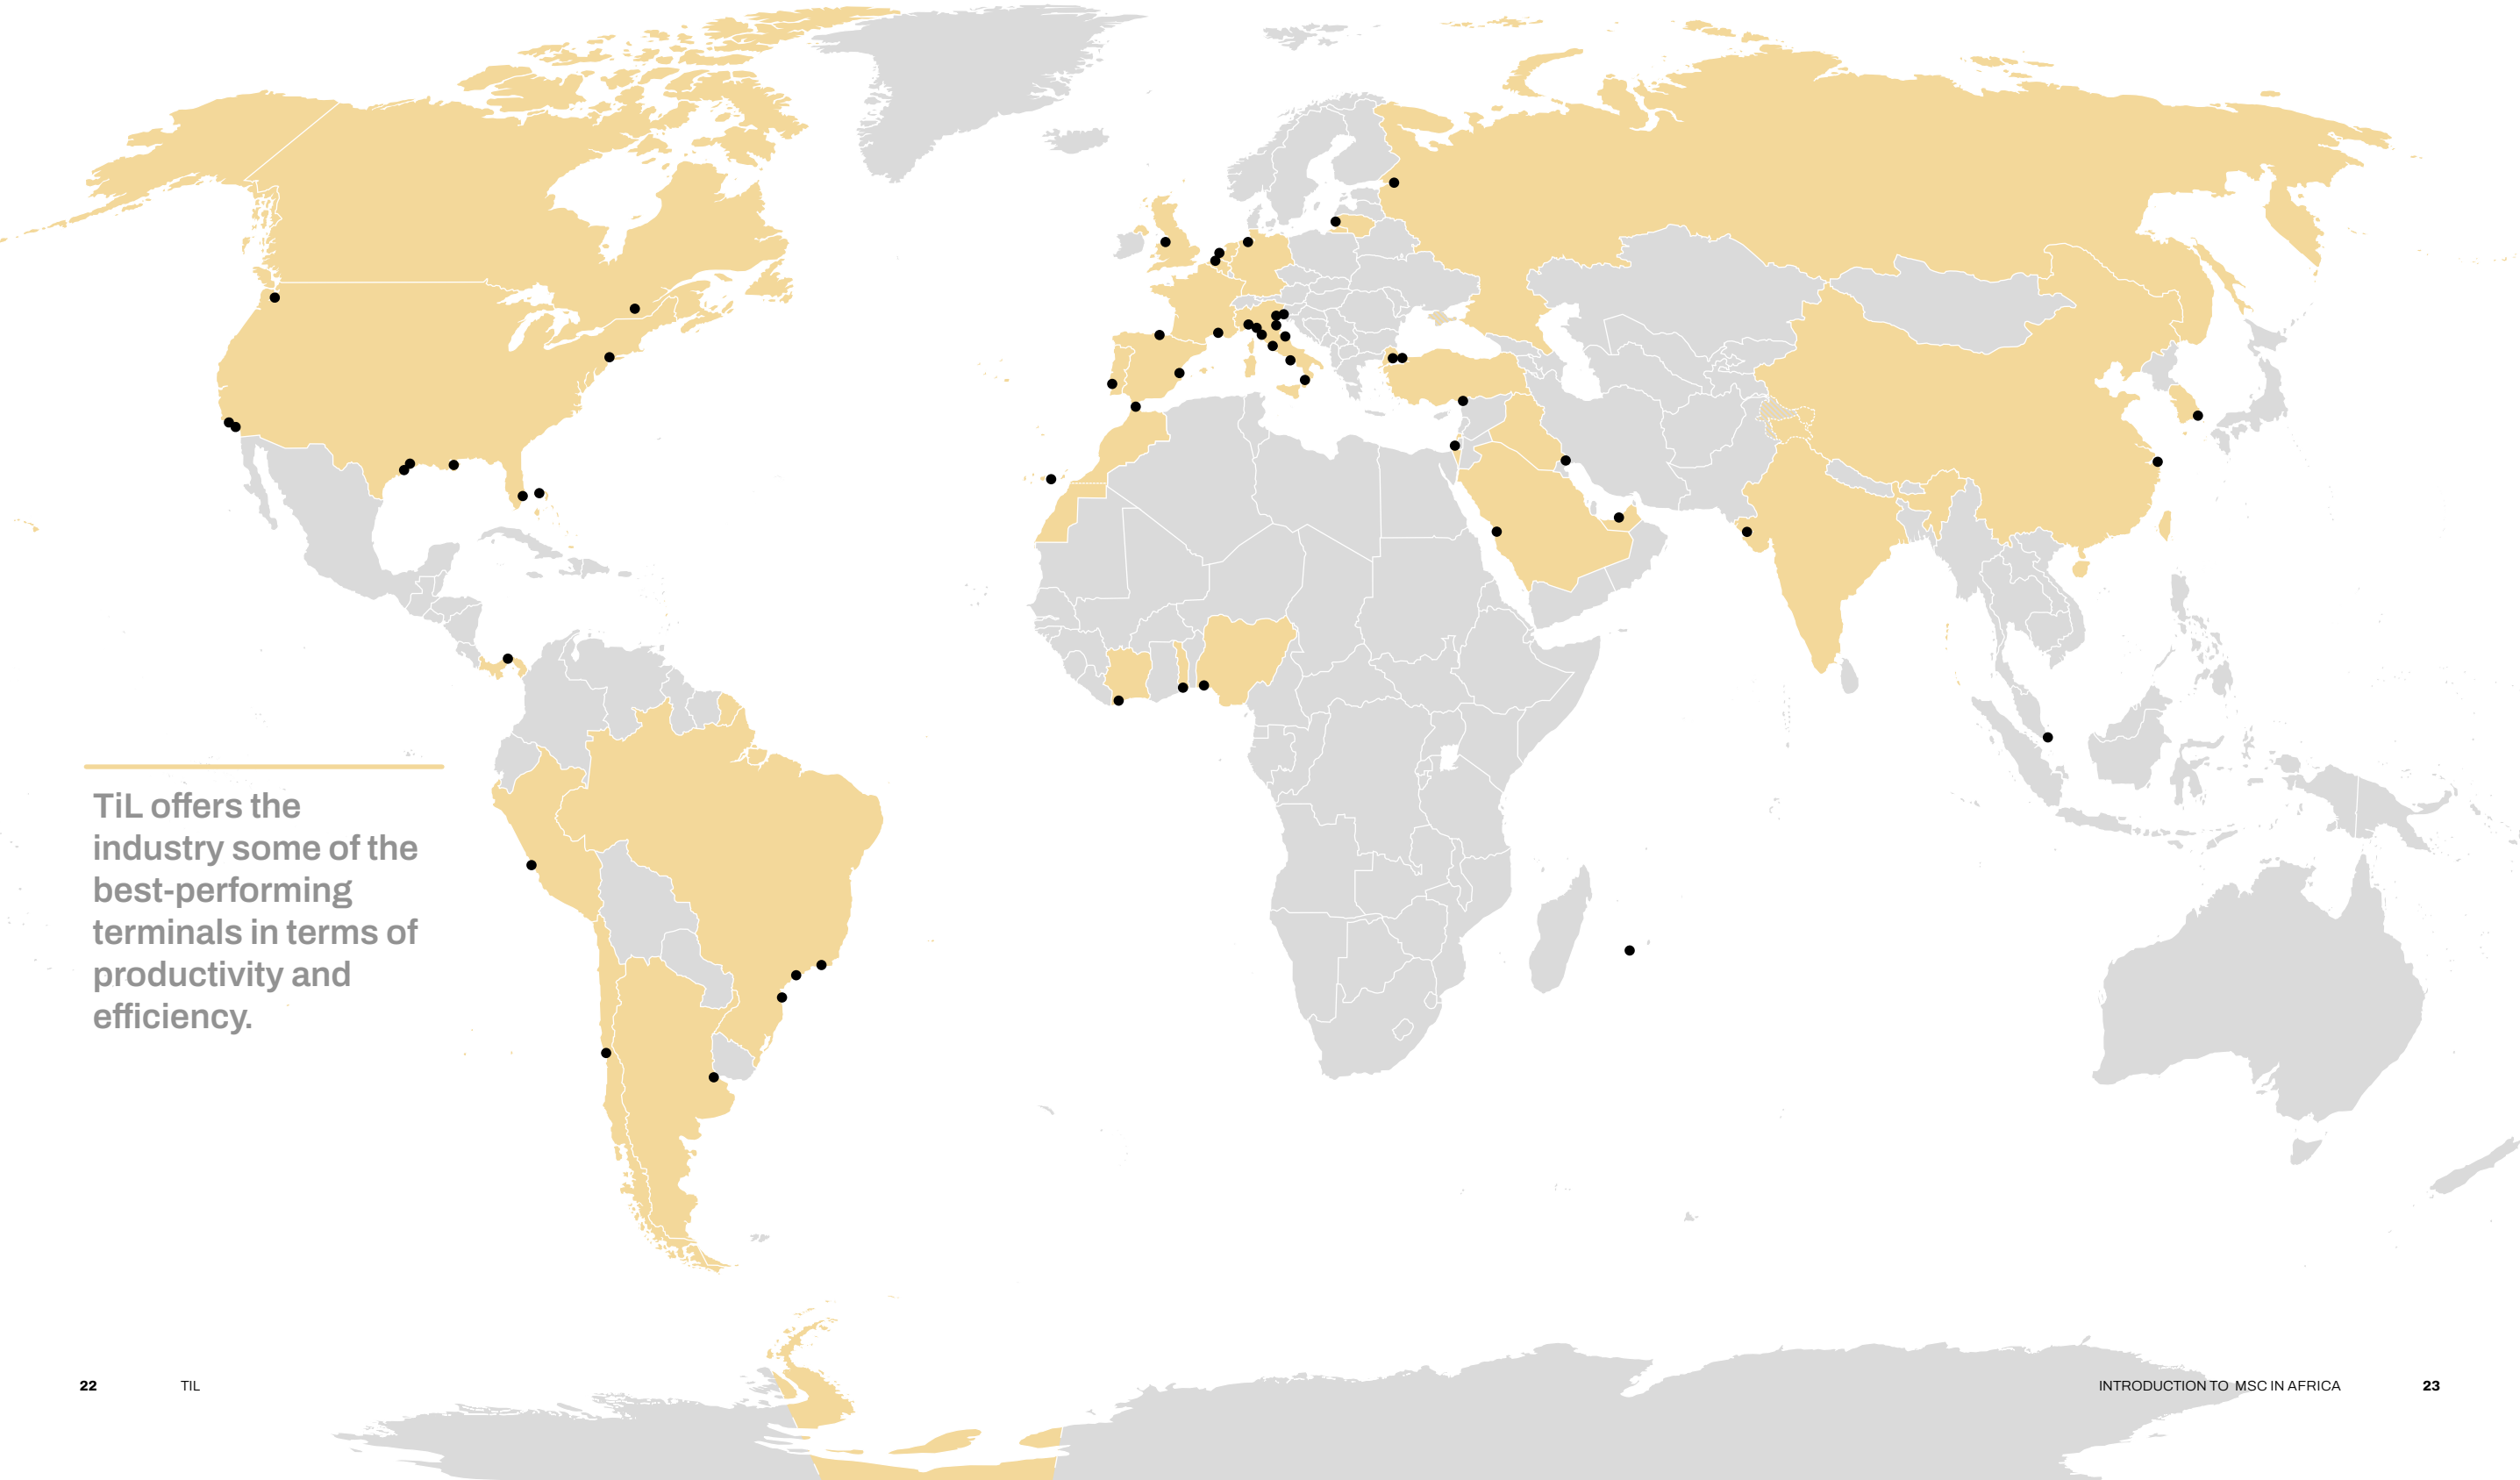 TiL offers the
industry some of the
best-performing
terminals in terms of
productivity and
efficiency.
22 TIL
INTRODUCTION TO MSC IN AFRICA 23